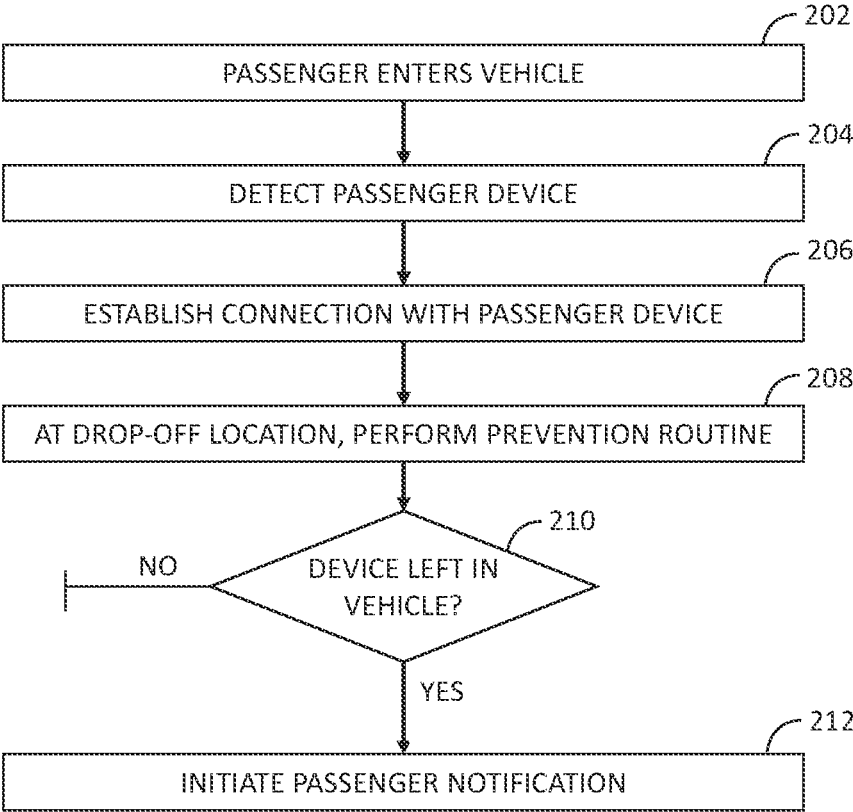 202
PASSENGER ENTERS VEHICLE
204
DETECT PASSENGER DEVICE
206
ESTABLISH CONNECTION WITH PASSENGER DEVICE
208
AT DROP-OFF LOCATION, PERFORM PREVENTION ROUTINE
210
NO
DEVICE LEFT IN
VEHICLE?
YES
212
INITIATE PASSENGER NOTIFICATION